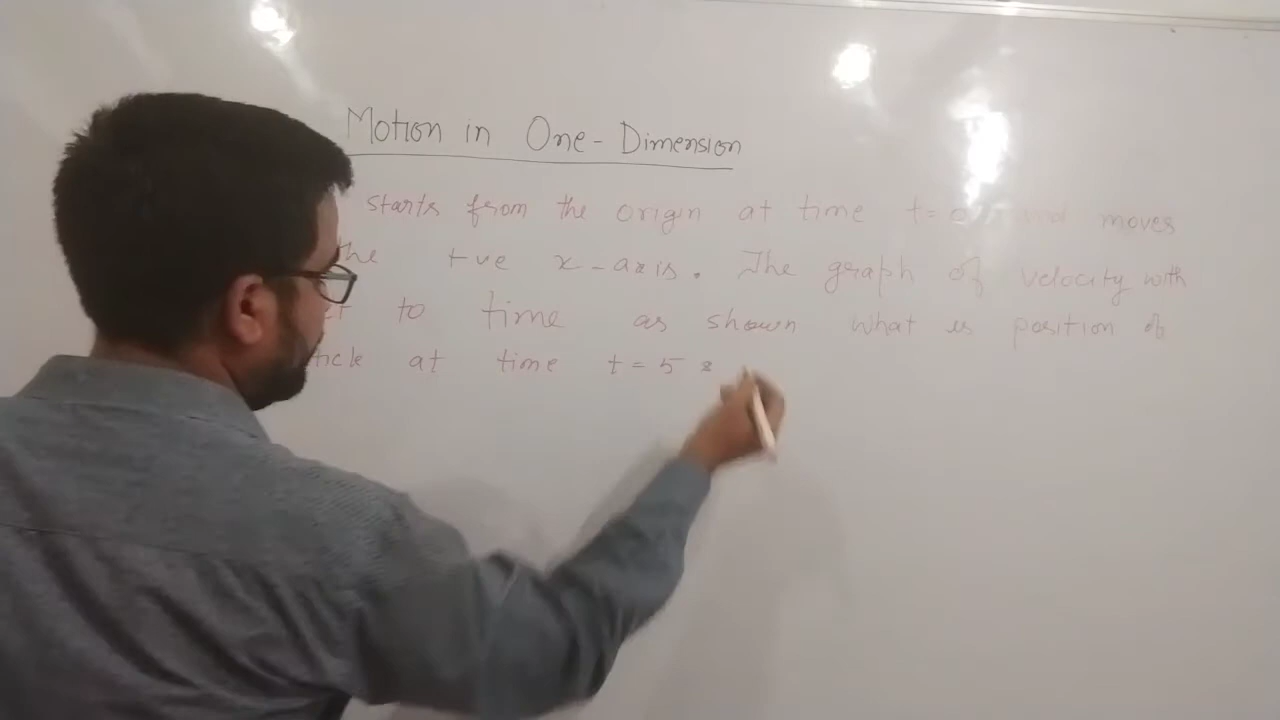 Motion in One-Dimension
starts from the origin at time t= moves
the +ve x-axis. The graph of velocity with
to time as shown what is position of
at time t=5 s